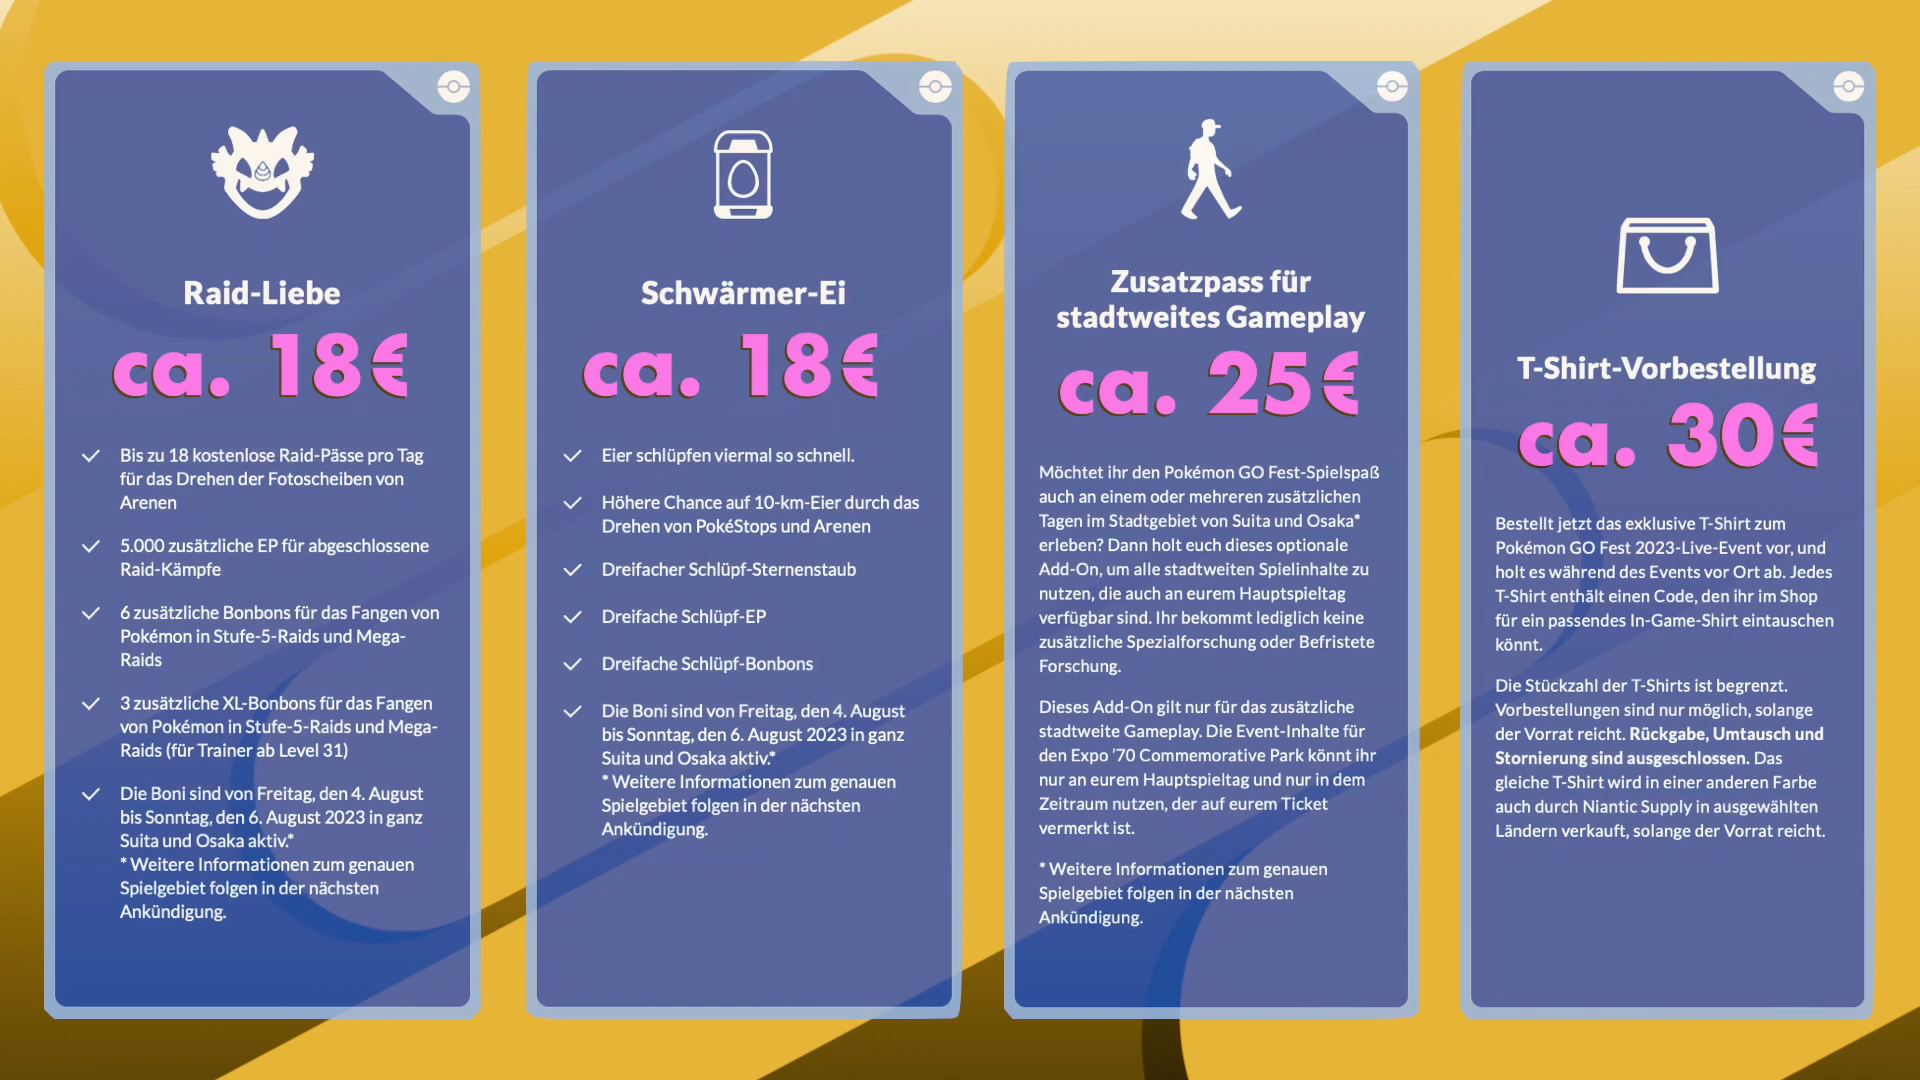 Raid-Liebe
ca. 18€
Bis zu 18 kostenlose Raid-Pässe pro Tag
für das Drehen der Fotoscheiben von
Arenen
5.000 zusätzliche EP für abgeschlossene
Raid-Kämpfe
6 zusätzliche Bonbons für das Fangen von
Pokémon in Stufe-5-Raids und Mega-
Raids
3 zusätzliche XL-Bonbons für das Fangen
von Pokémon in Stufe-5-Raids und Mega-
Raids (für Trainer ab Level 31)
Die Boni sind von Freitag, den 4. August
bis Sonntag, den 6. August 2023 in ganz
Suita und Osaka aktiv.*
* Weitere Informationen zum genauen
Spielgebiet folgen in der nächsten
Ankündigung.
Schwärmer-Ei
ca. 18€
Eier schlüpfen viermal so schnell.
Höhere Chance auf 10-km-Eier durch das
Drehen von PokéStops und Arenen
Dreifacher Schlüpf-Sternenstaub
Dreifache Schlüpf-EP
Dreifache Schlüpf-Bonbons
Die Boni sind von Freitag, den 4. August
bis Sonntag, den 6. August 2023 in ganz
Suita und Osaka aktiv.*
* Weitere Informationen zum genauen
Spielgebiet folgen in der nächsten
Ankündigung.
Zusatzpass für
stadtweites Gameplay
ca. 25€
Möchtet ihr den Pokémon GO Fest-Spielspaß
auch an einem oder mehreren zusätzlichen
Tagen im Stadtgebiet von Suita und Osaka*
erleben? Dann holt euch dieses optionale
Add-On, um alle stadtweiten Spielinhalte zu
nutzen, die auch an eurem Hauptspieltag
verfügbar sind. Ihr bekommt lediglich keine
zusätzliche Spezialforschung oder Befristete
Forschung.
Dieses Add-On gilt nur für das zusätzliche
stadtweite Gameplay. Die Event-Inhalte für
den Expo ’70 Commemorative Park könnt ihr
nur an eurem Hauptspieltag und nur in dem
Zeitraum nutzen, der auf eurem Ticket
vermerkt ist.
* Weitere Informationen zum genauen
Spielgebiet folgen in der nächsten
Ankündigung.
T-Shirt-Vorbestellung
ca. 30€
Bestellt jetzt das exklusive T-Shirt zum
Pokémon GO Fest 2023-Live-Event vor, und
holt es während des Events vor Ort ab. Jedes
T-Shirt enthält einen Code, den ihr im Shop
für ein passendes In-Game-Shirt eintauschen
könnt.
Die Stückzahl der T-Shirts ist begrenzt.
Vorbestellungen sind nur möglich, solange
der Vorrat reicht. Rückgabe, Umtausch und
Stornierung sind ausgeschlossen. Das
gleiche T-Shirt wird in einer anderen Farbe
auch durch Niantic Supply in ausgewählten
Ländern verkauft, solange der Vorrat reicht.